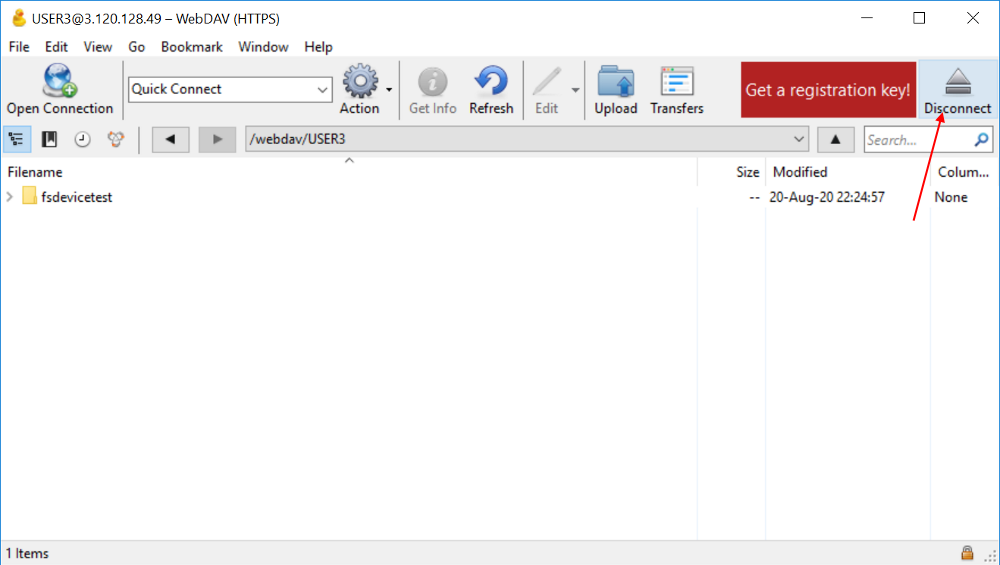 USER3@3.120.128.49 – WebDAV (HTTPS)
File Edit View Go Bookmark Window Help
Open Connection Quick Connect Action Get Info Refresh Edit Upload Transfers Get a registration key! Disconnect
/webdav/USER3 Search...
Filename Size Modified Colum...
fsdevicetest -- 20-Aug-20 22:24:57 None
1 Items